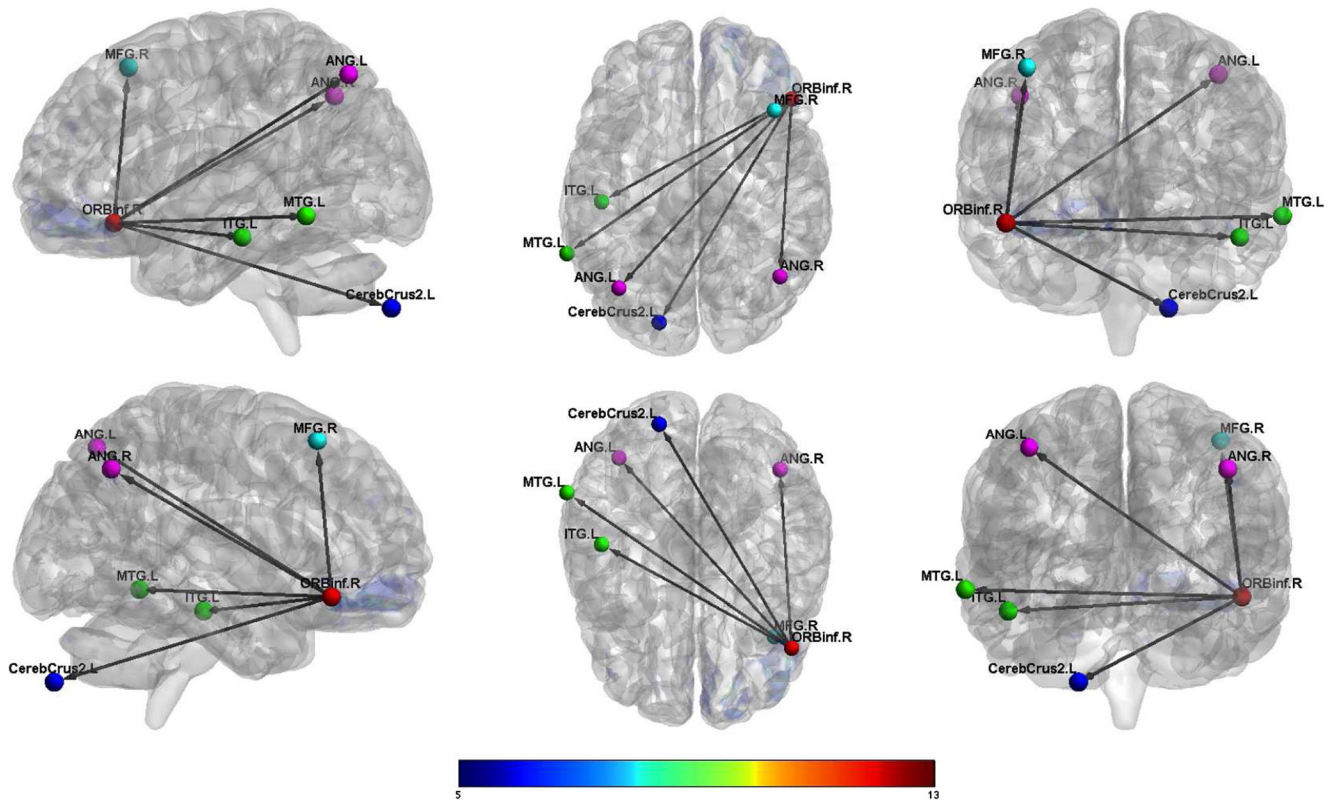 MFG.R
ANG.L
ANG.R
ORBinf.R
MTG.L
ITG.L
CerebCrus2.L
ORBinf.R
MFG.R
ITG.L
MTG.L
ANG.L
ANG.R
CerebCrus2.L
MFG.R
ANG.L
ANG.R
ORBinf.R
MTG.L
ITG.L
CerebCrus2.L
ANG.L
MFG.R
ANG.R
MTG.L
ORBinf.R
ITG.L
CerebCrus2.L
CerebCrus2.L
ANG.L
ANG.R
MTG.L
ITG.L
MFG.R
ORBinf.R
ANG.L
MFG.R
ANG.R
MTG.L
ORBinf.R
ITG.L
CerebCrus2.L
5
13